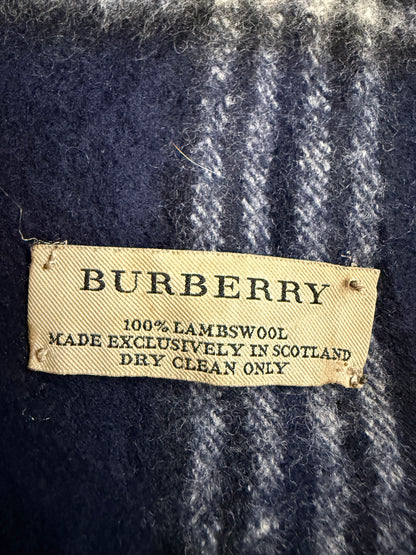 BURBERRY
100% LAMBSWOOL
MADE EXCLUSIVELY IN SCOTLAND
DRY CLEAN ONLY